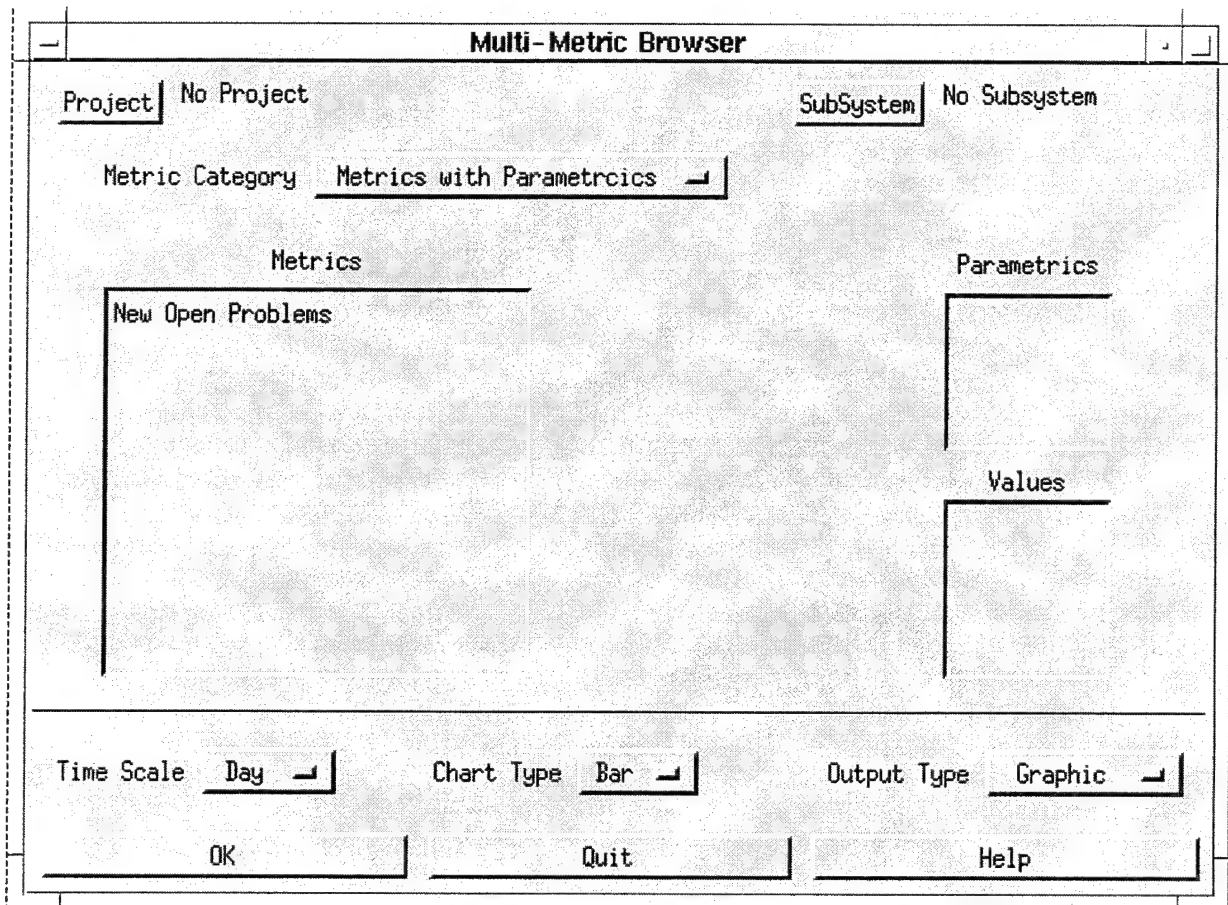 Multi-Metric Browser
Project No Project SubSystem No Subsystem
Metric Category Metrics with Parametrcics
Metrics Parametrics
New Open Problems
Values
Time Scale Day Chart Type Bar Output Type Graphic
OK Quit Help